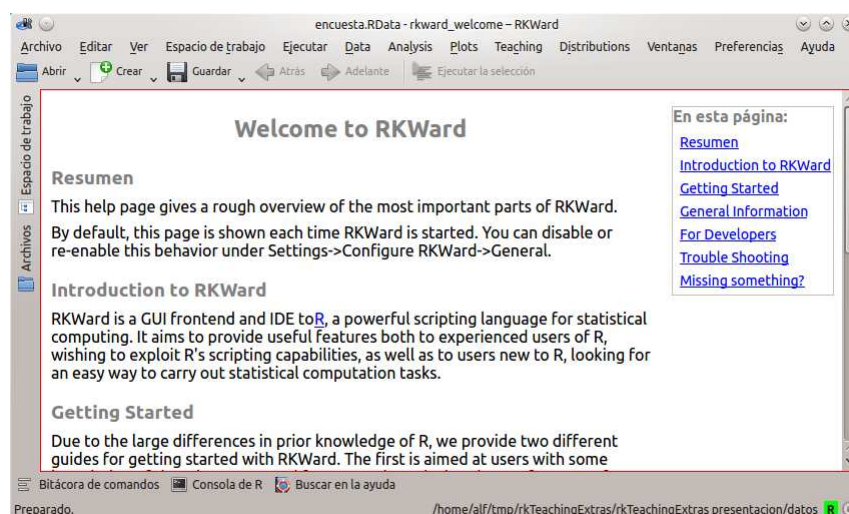 encuesta.RData - rkward_welcome – RKWard
Archivo Editar Ver Espacio de trabajo Ejecutar Data Analysis Plots Teaching Distributions Ventanas Preferencias Ayuda
Abrir Crear Guardar Atrás Adelante Ejecutar la selección
Espacio de trabajo
Archivos
Welcome to RKWard
En esta página:
Resumen
Introduction to RKWard
Getting Started
General Information
For Developers
Trouble Shooting
Missing something?
Resumen
This help page gives a rough overview of the most important parts of RKWard.
By default, this page is shown each time RKWard is started. You can disable or
re-enable this behavior under Settings->Configure RKWard->General.
Introduction to RKWard
RKWard is a GUI frontend and IDE toR, a powerful scripting language for statistical
computing. It aims to provide useful features both to experienced users of R,
wishing to exploit R's scripting capabilities, as well as to users new to R, looking for
an easy way to carry out statistical computation tasks.
Getting Started
Due to the large differences in prior knowledge of R, we provide two different
guides for getting started with RKWard. The first is aimed at users with some
Bitácora de comandos Consola de R Buscar en la ayuda
Preparado. /home/alf/tmp/rkTeachingExtras/rkTeachingExtras presentacion/datos R